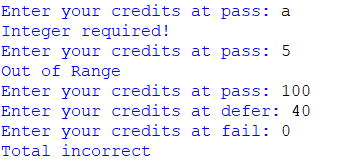 Enter your credits at pass: a
Integer required!
Enter your credits at pass: 5
Out of Range
Enter your credits at pass: 100
Enter your credits at defer: 40
Enter your credits at fail: 0
Total incorrect